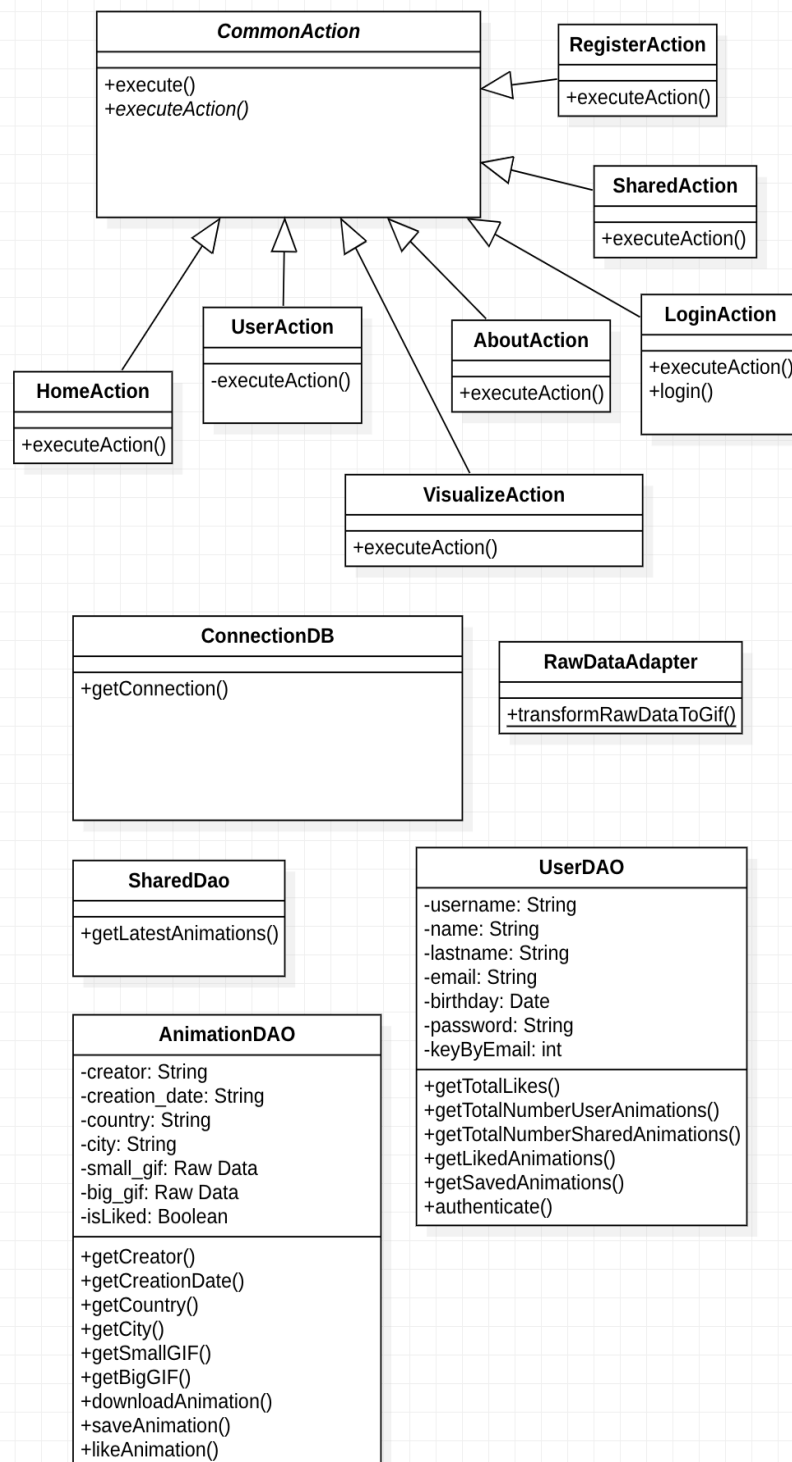 CommonAction
+execute()
+executeAction()
RegisterAction
+executeAction()
SharedAction
+executeAction()
LoginAction
+executeAction()
+login()
AboutAction
+executeAction()
UserAction
-executeAction()
HomeAction
+executeAction()
VisualizeAction
+executeAction()
ConnectionDB
+getConnection()
RawDataAdapter
+transformRawDataToGif()
SharedDao
+getLatestAnimations()
UserDAO
-username: String
-name: String
-lastname: String
-email: String
-birthday: Date
-password: String
-keyByEmail: int
+getTotalLikes()
+getTotalNumberUserAnimations()
+getTotalNumberSharedAnimations()
+getLikedAnimations()
+getSavedAnimations()
+authenticate()
AnimationDAO
-creator: String
-creation_date: String
-country: String
-city: String
-small_gif: Raw Data
-big_gif: Raw Data
-isLiked: Boolean
+getCreator()
+getCreationDate()
+getCountry()
+getCity()
+getSmallGIF()
+getBigGIF()
+downloadAnimation()
+saveAnimation()
+likeAnimation()